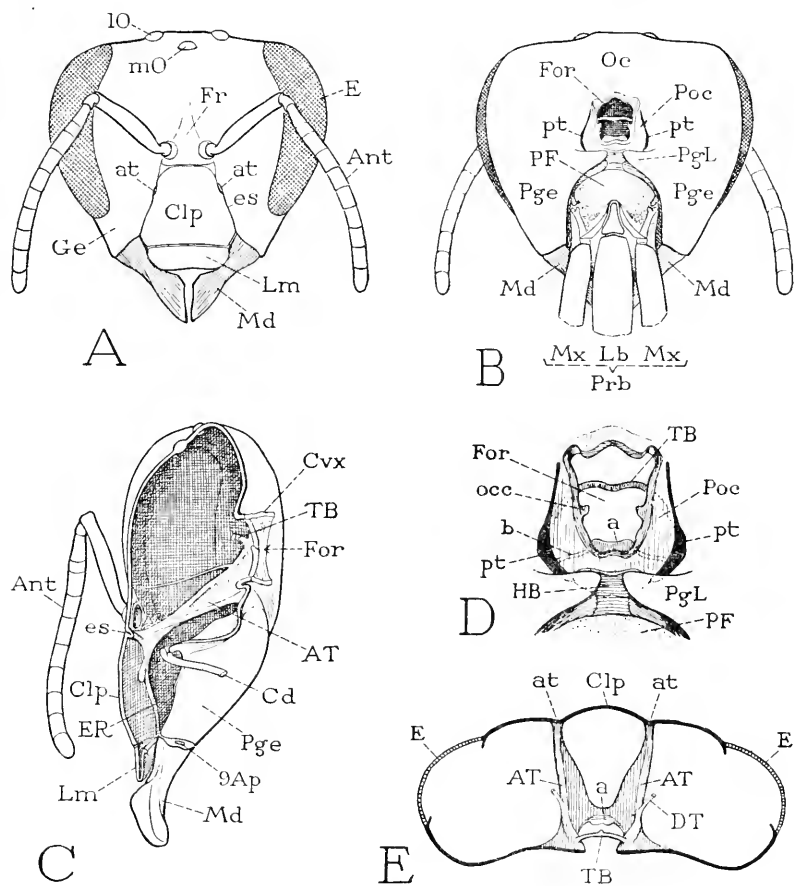 lO
mO
Fr
E
at
at
es
Ant
Clp
Ge
Lm
Md
A
Oc
For
Poc
pt
pt
PF
PgL
Pge
Pge
Md
Md
Mx Lb Mx
Prb
B
Cvx
TB
For
Ant
es
AT
Clp
Cd
ER
Pge
9Ap
Lm
Md
C
TB
For
occ
Poc
a
b
pt
pt
HB
PgL
PF
D
at Clp at
E
E
AT
AT
a
DT
TB
E